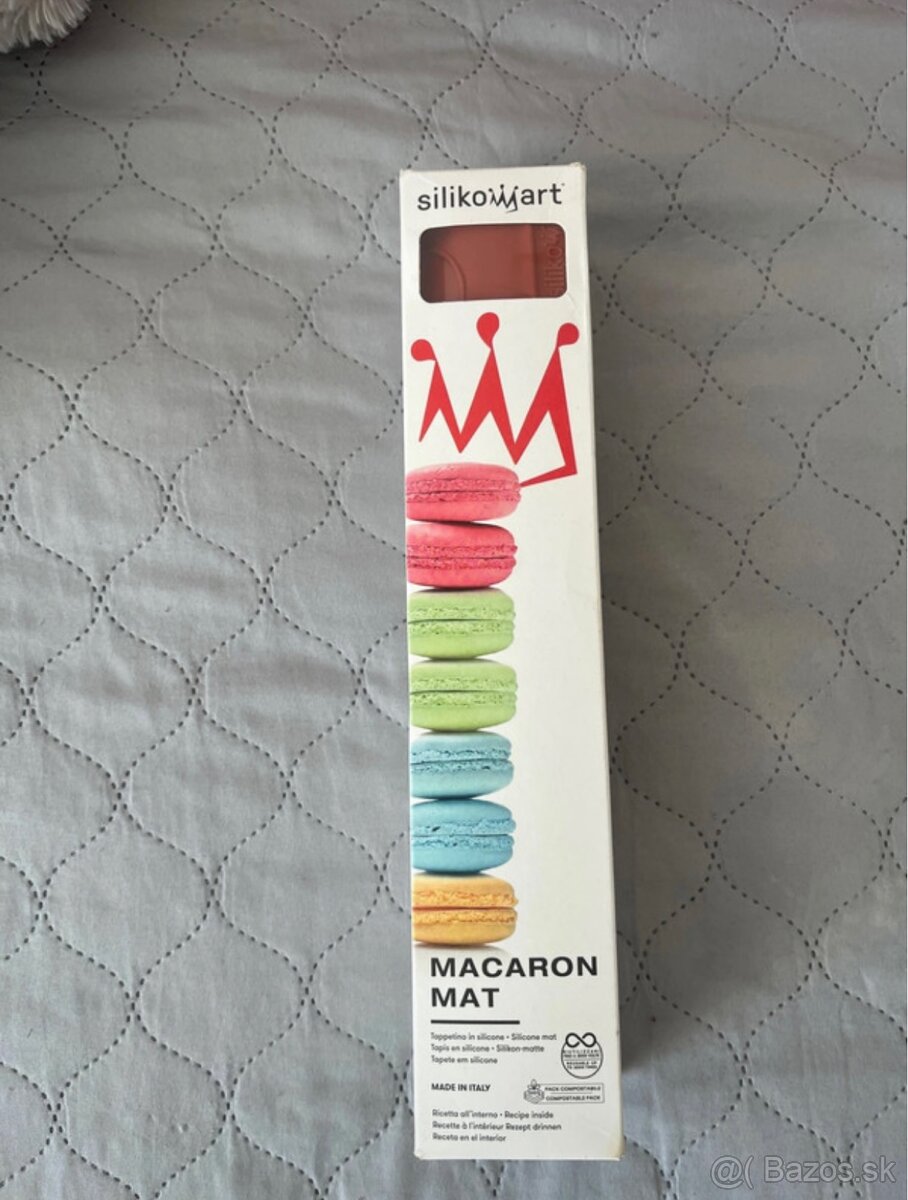 silikomart
siliko
MACARON
MAT
Tappetino in silicone • Silicone mat
Tapis en silicone • Silikon-matte
Tapete em silicone
MADE IN ITALY
PACK COMPOSTABILE
COMPOSTABLE PACK
Ricetta all'interno • Recipe inside
Recette à l'intérieur Rezept drinnen
Receta en el interior
@( Bazos.sk